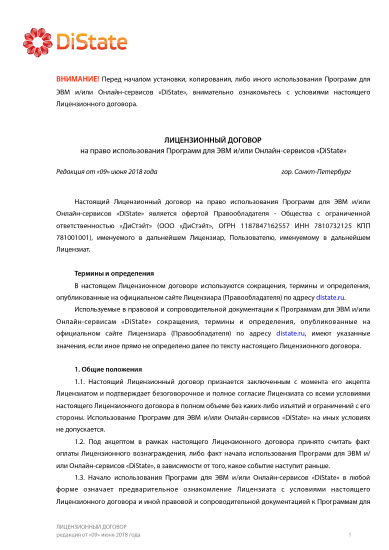 DiState
ВНИМАНИЕ! Перед началом установки, копирования, либо иного использования Программ для
ЭВМ и/или Онлайн-сервисов «DiState», внимательно ознакомьтесь с условиями настоящего
Лицензионного договора.
ЛИЦЕНЗИОННЫЙ ДОГОВОР
на право использования Программ для ЭВМ и/или Онлайн-сервисов «DiState»
Редакция от «09» июня 2018 года гор. Санкт-Петербург
Настоящий Лицензионный договор на право использования Программ для ЭВМ и/или
Онлайн-сервисов «DiState» является офертой Правообладателя - Общества с ограниченной
ответственностью «ДиСтэйт» (ООО «ДиСтэйт», ОГРН 1187847162557 ИНН 7810732125 КПП
781001001), именуемого в дальнейшем Лицензиар, Пользователю, именуемому в дальнейшем
Лицензиат.
Термины и определения
В настоящем Лицензионном договоре используются сокращения, термины и определения,
опубликованные на официальном сайте Лицензиара (Правообладателя) по адресу distate.ru.
Используемые в правовой и сопроводительной документации к Программам для ЭВМ и/или
Онлайн-сервисам «DiState» сокращения, термины и определения, опубликованные на
официальном сайте Лицензиара (Правообладателя) по адресу distate.ru, имеют указанные
значения, если иное прямо не определено далее по тексту настоящего Лицензионного договора.
1. Общие положения
1.1. Настоящий Лицензионный договор признается заключенным с момента его акцепта
Лицензиатом и подтверждает безоговорочное и полное согласие Лицензиата со всеми условиями
настоящего Лицензионного договора в полном объеме без каких-либо изъятий и ограничений с его
стороны. Использование Программ для ЭВМ и/или Онлайн-сервисов «DiState» на иных условиях
не допускается.
1.2. Под акцептом в рамках настоящего Лицензионного договора принято считать факт
оплаты Лицензионного вознаграждения, либо факт начала использования Программ для ЭВМ и/
или Онлайн-сервисов «DiState», в зависимости от того, какое событие наступит раньше.
1.3. Начало использования Программ для ЭВМ и/или Онлайн-сервисов «DiState» в любой
форме означает предварительное ознакомление Лицензиата с условиями настоящего
Лицензионного договора и иной правовой и сопроводительной документацией к Программам для
ЛИЦЕНЗИОННЫЙ ДОГОВОР
редакция от «09» июня 2018 года 1